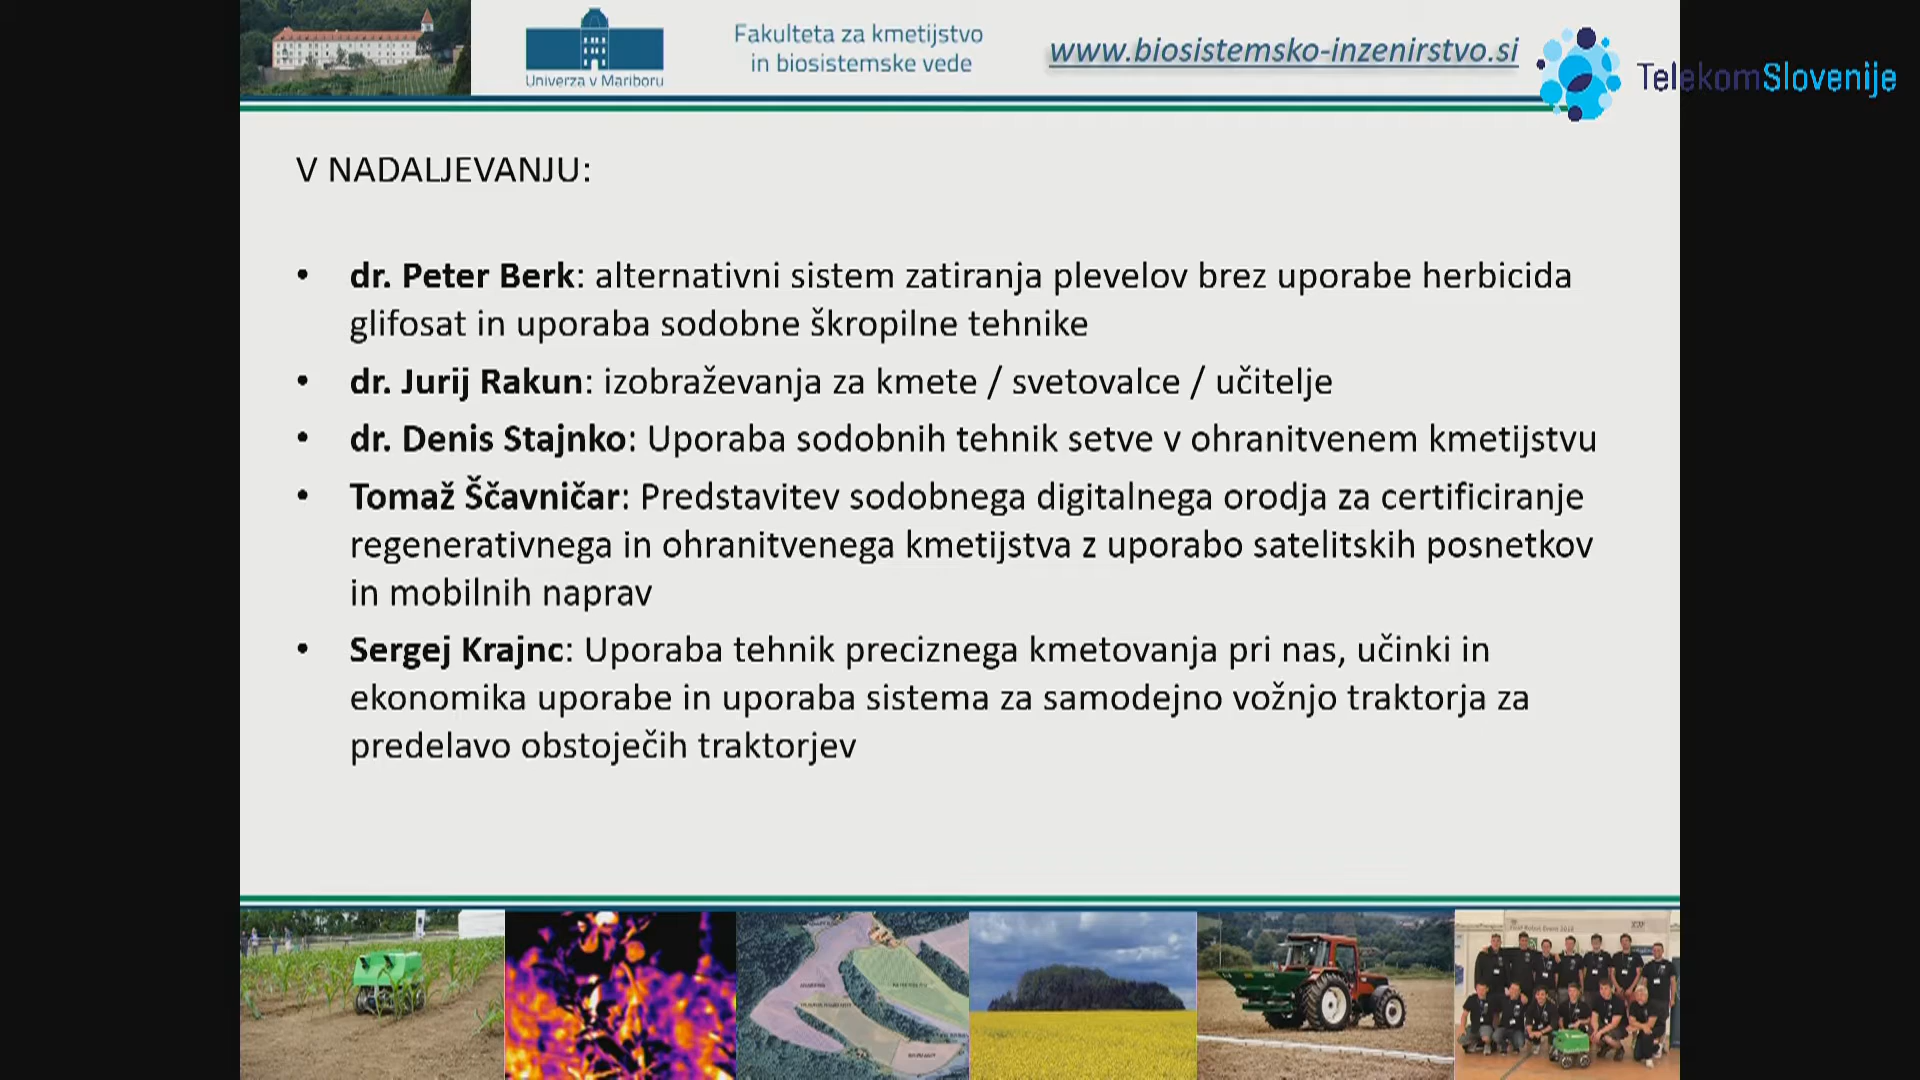 Univerza v Mariboru
Fakulteta za kmetijstvo
in biosistemske vede
www.biosistemsko-inzenirstvo.si
TelekomSlovenije
V NADALJEVANJU:
• dr. Peter Berk: alternativni sistem zatiranja plevelov brez uporabe herbicida
glifosat in uporaba sodobne škropilne tehnike
• dr. Jurij Rakun: izobraževanja za kmete / svetovalce / učitelje
• dr. Denis Stajnko: Uporaba sodobnih tehnik setve v ohranitvenem kmetijstvu
• Tomaž Ščavničar: Predstavitev sodobnega digitalnega orodja za certificiranje
regenerativnega in ohranitvenega kmetijstva z uporabo satelitskih posnetkov
in mobilnih naprav
• Sergej Krajnc: Uporaba tehnik preciznega kmetovanja pri nas, učinki in
ekonomika uporabe in uporaba sistema za samodejno vožnjo traktorja za
predelavo obstoječih traktorjev